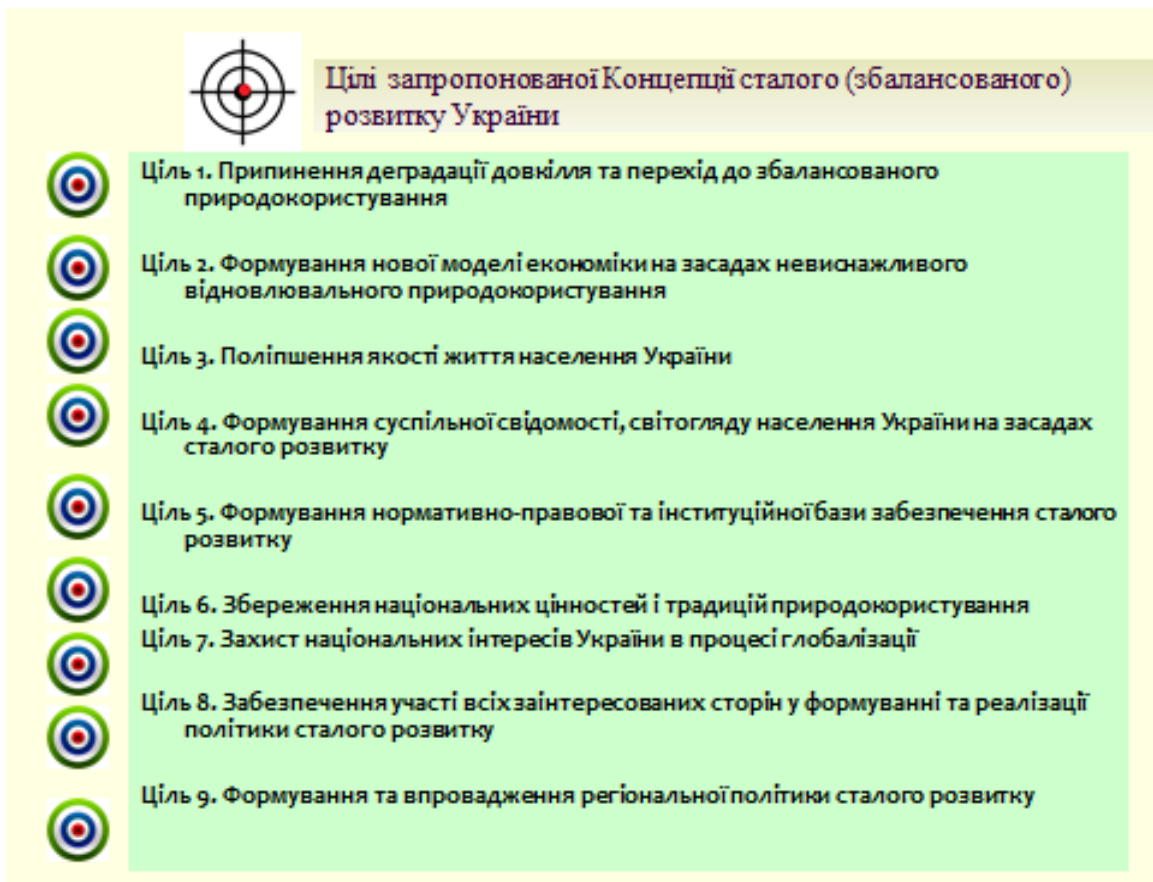 Цілі запропонованої Концепції сталого (збалансованого)
розвитку України
Ціль 1. Припинення деградації довкілля та перехід до збалансованого
природокористування
Ціль 2. Формування нової моделі економіки на засадах невиснажливого
відновлювального природокористування
Ціль 3. Поліпшення якості життя населення України
Ціль 4. Формування суспільної свідомості, світогляду населення України на засадах
сталого розвитку
Ціль 5. Формування нормативно-правової та інституційної бази забезпечення сталого
розвитку
Ціль 6. Збереження національних цінностей і традицій природокористування
Ціль 7. Захист національних інтересів України в процесі глобалізації
Ціль 8. Забезпечення участі всіх заінтересованих сторін у формуванні та реалізації
політики сталого розвитку
Ціль 9. Формування та впровадження регіональної політики сталого розвитку